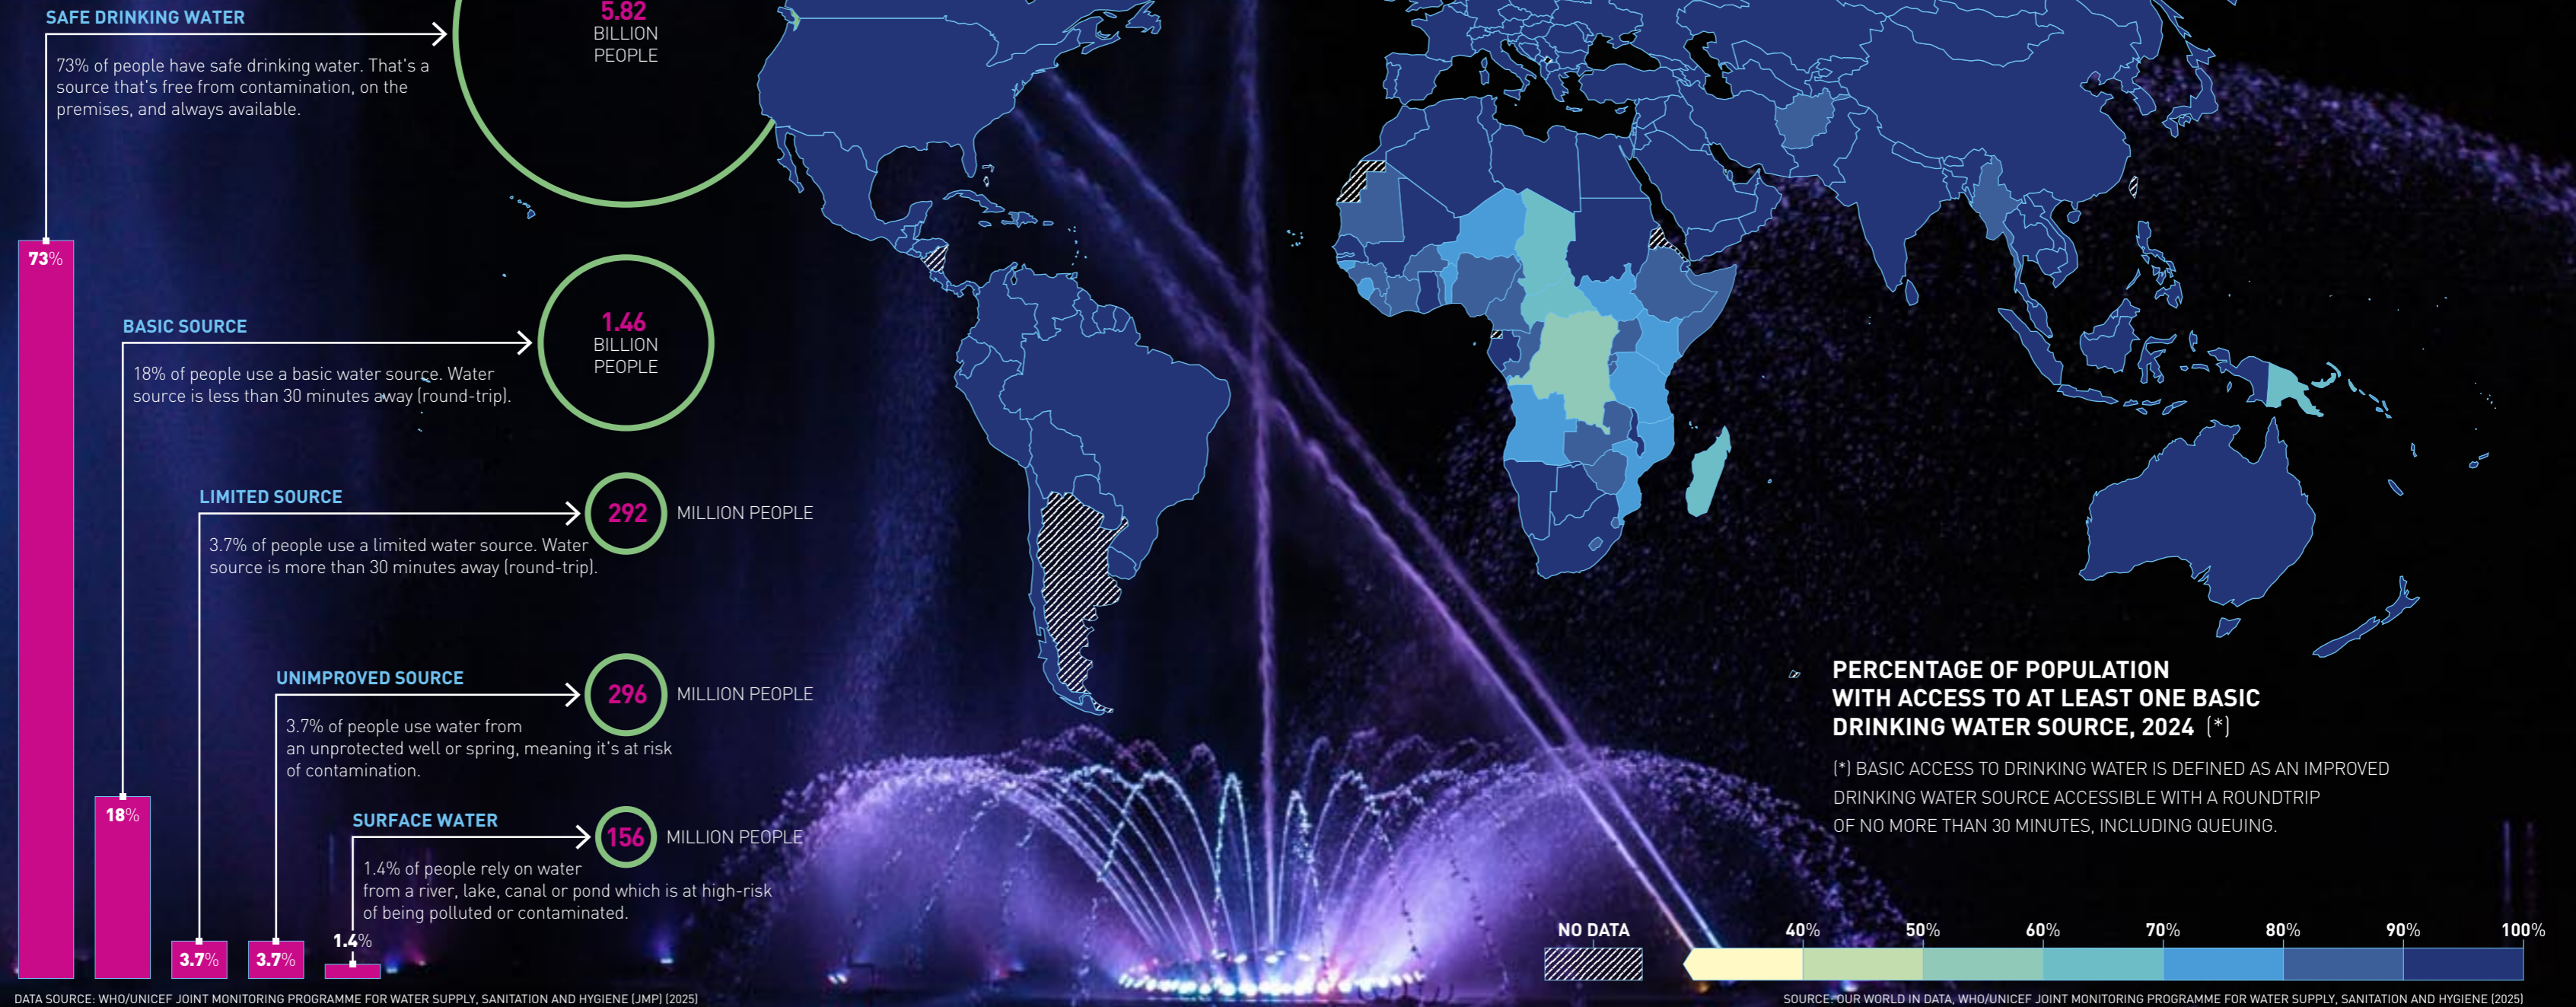 SAFE DRINKING WATER
73% of people have safe drinking water. That's a
source that's free from contamination, on the
premises, and always available.
5.82
BILLION
PEOPLE
73%
BASIC SOURCE
18% of people use a basic water source. Water
source is less than 30 minutes away (round-trip).
1.46
BILLION
PEOPLE
18%
LIMITED SOURCE
3.7% of people use a limited water source. Water
source is more than 30 minutes away (round-trip).
292 MILLION PEOPLE
3.7%
UNIMPROVED SOURCE
3.7% of people use water from
an unprotected well or spring, meaning it's at risk
of contamination.
296 MILLION PEOPLE
3.7%
SURFACE WATER
1.4% of people rely on water
from a river, lake, canal or pond which is at high-risk
of being polluted or contaminated.
156 MILLION PEOPLE
1.4%
DATA SOURCE: WHO/UNICEF JOINT MONITORING PROGRAMME FOR WATER SUPPLY, SANITATION AND HYGIENE (JMP) (2025)
PERCENTAGE OF POPULATION
WITH ACCESS TO AT LEAST ONE BASIC
DRINKING WATER SOURCE, 2024 (*)
(*) BASIC ACCESS TO DRINKING WATER IS DEFINED AS AN IMPROVED
DRINKING WATER SOURCE ACCESSIBLE WITH A ROUNDTRIP
OF NO MORE THAN 30 MINUTES, INCLUDING QUEUING.
NO DATA 40% 50% 60% 70% 80% 90% 100%
SOURCE: OUR WORLD IN DATA, WHO/UNICEF JOINT MONITORING PROGRAMME FOR WATER SUPPLY, SANITATION AND HYGIENE (2025)